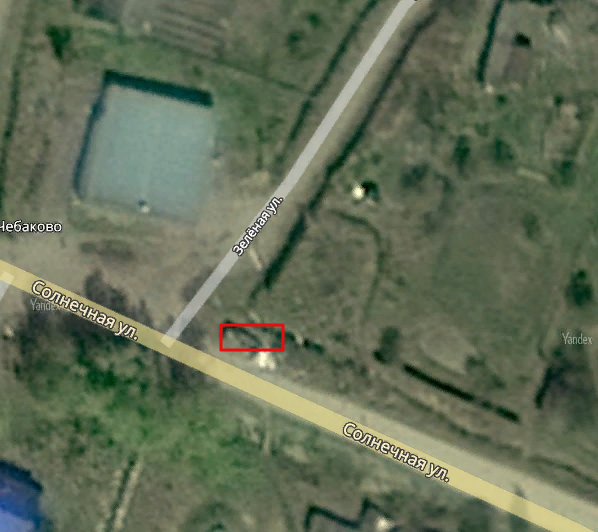 Зелёная ул.
Чебаково
Солнечная ул.
Yandex
Yandex
Солнечная ул.